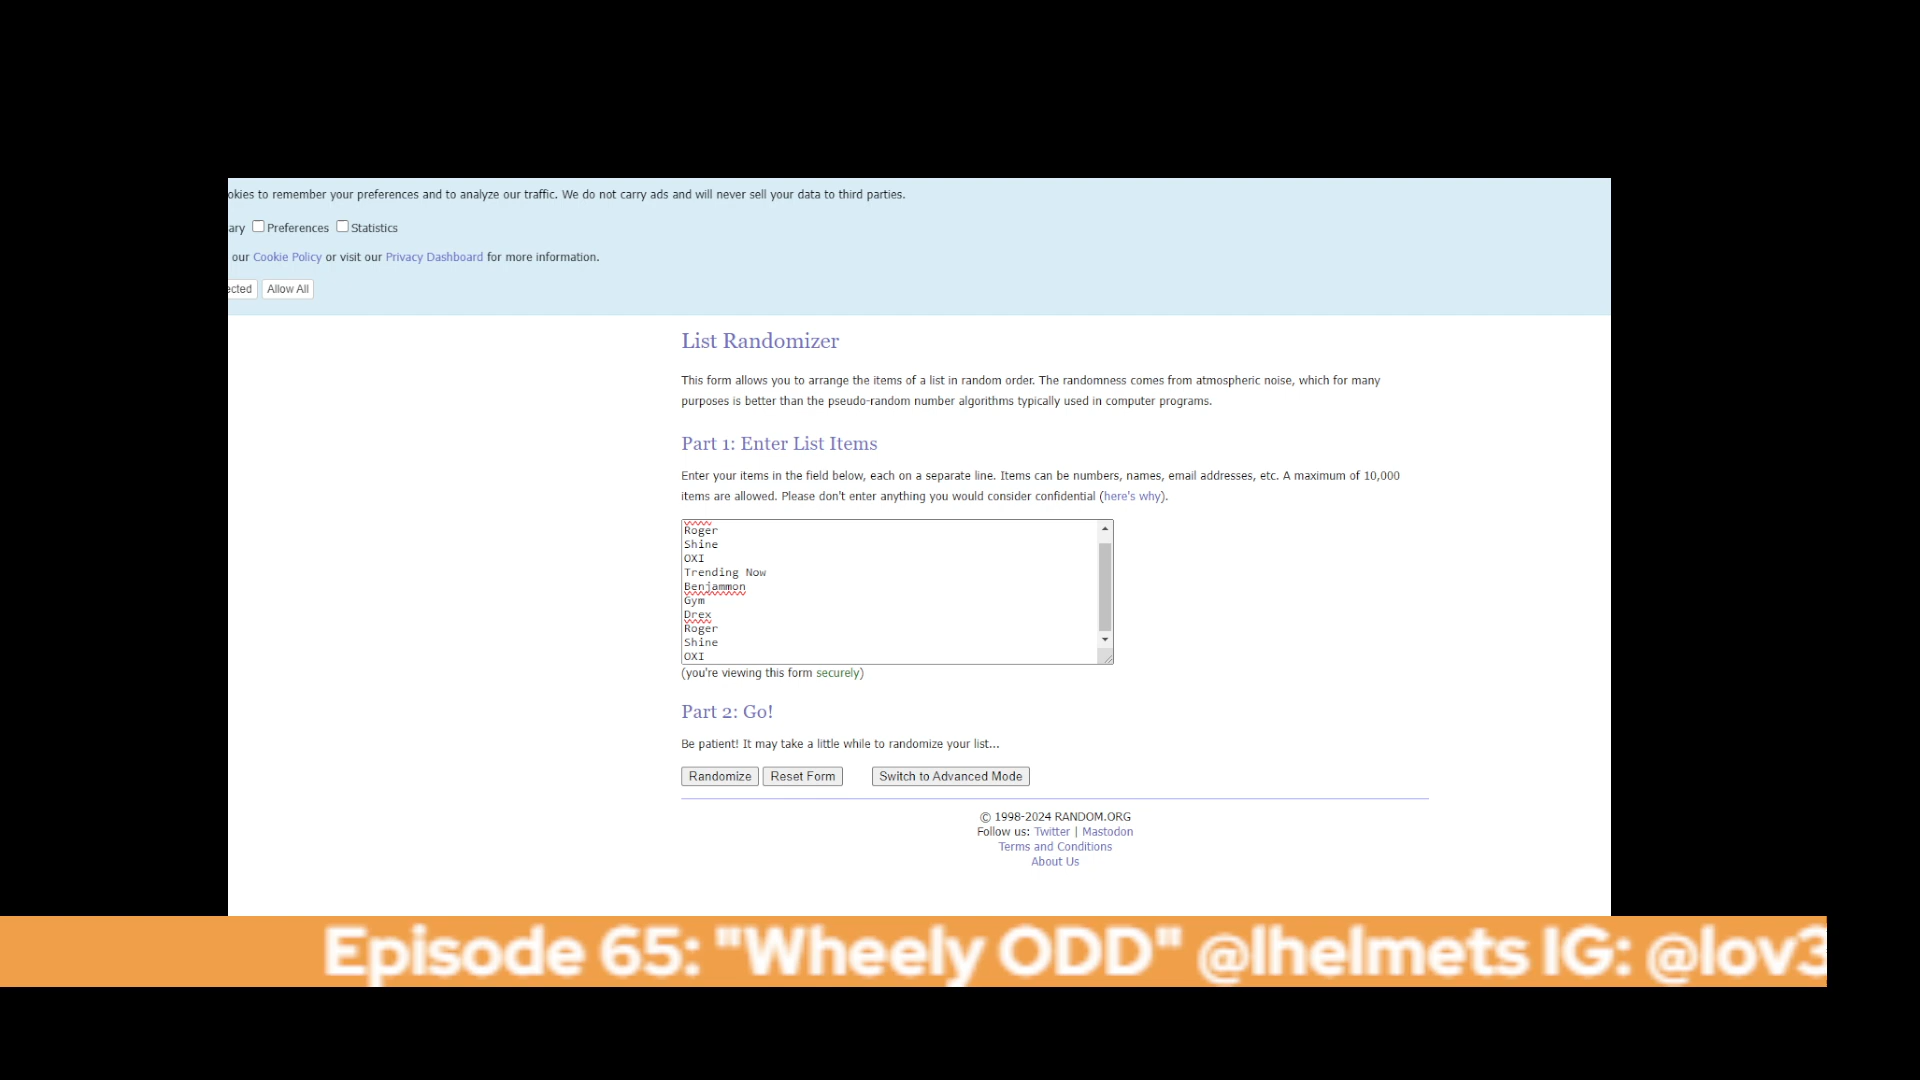 okies to remember your preferences and to analyze our traffic. We do not carry ads and will never sell your data to third parties.
ary Preferences Statistics
our Cookie Policy or visit our Privacy Dashboard for more information.
ected Allow All
List Randomizer
This form allows you to arrange the items of a list in random order. The randomness comes from atmospheric noise, which for many
purposes is better than the pseudo-random number algorithms typically used in computer programs.
Part 1: Enter List Items
Enter your items in the field below, each on a separate line. Items can be numbers, names, email addresses, etc. A maximum of 10,000
items are allowed. Please don't enter anything you would consider confidential (here's why).
Roger
Shine
OXI
Trending Now
Benjammon
Gym
Drex
Roger
Shine
OXI
(you're viewing this form securely)
Part 2: Go!
Be patient! It may take a little while to randomize your list...
Randomize Reset Form Switch to Advanced Mode
© 1998-2024 RANDOM.ORG
Follow us: Twitter | Mastodon
Terms and Conditions
About Us
Episode 65: "Wheely ODD" @lhelmets IG: @lov3